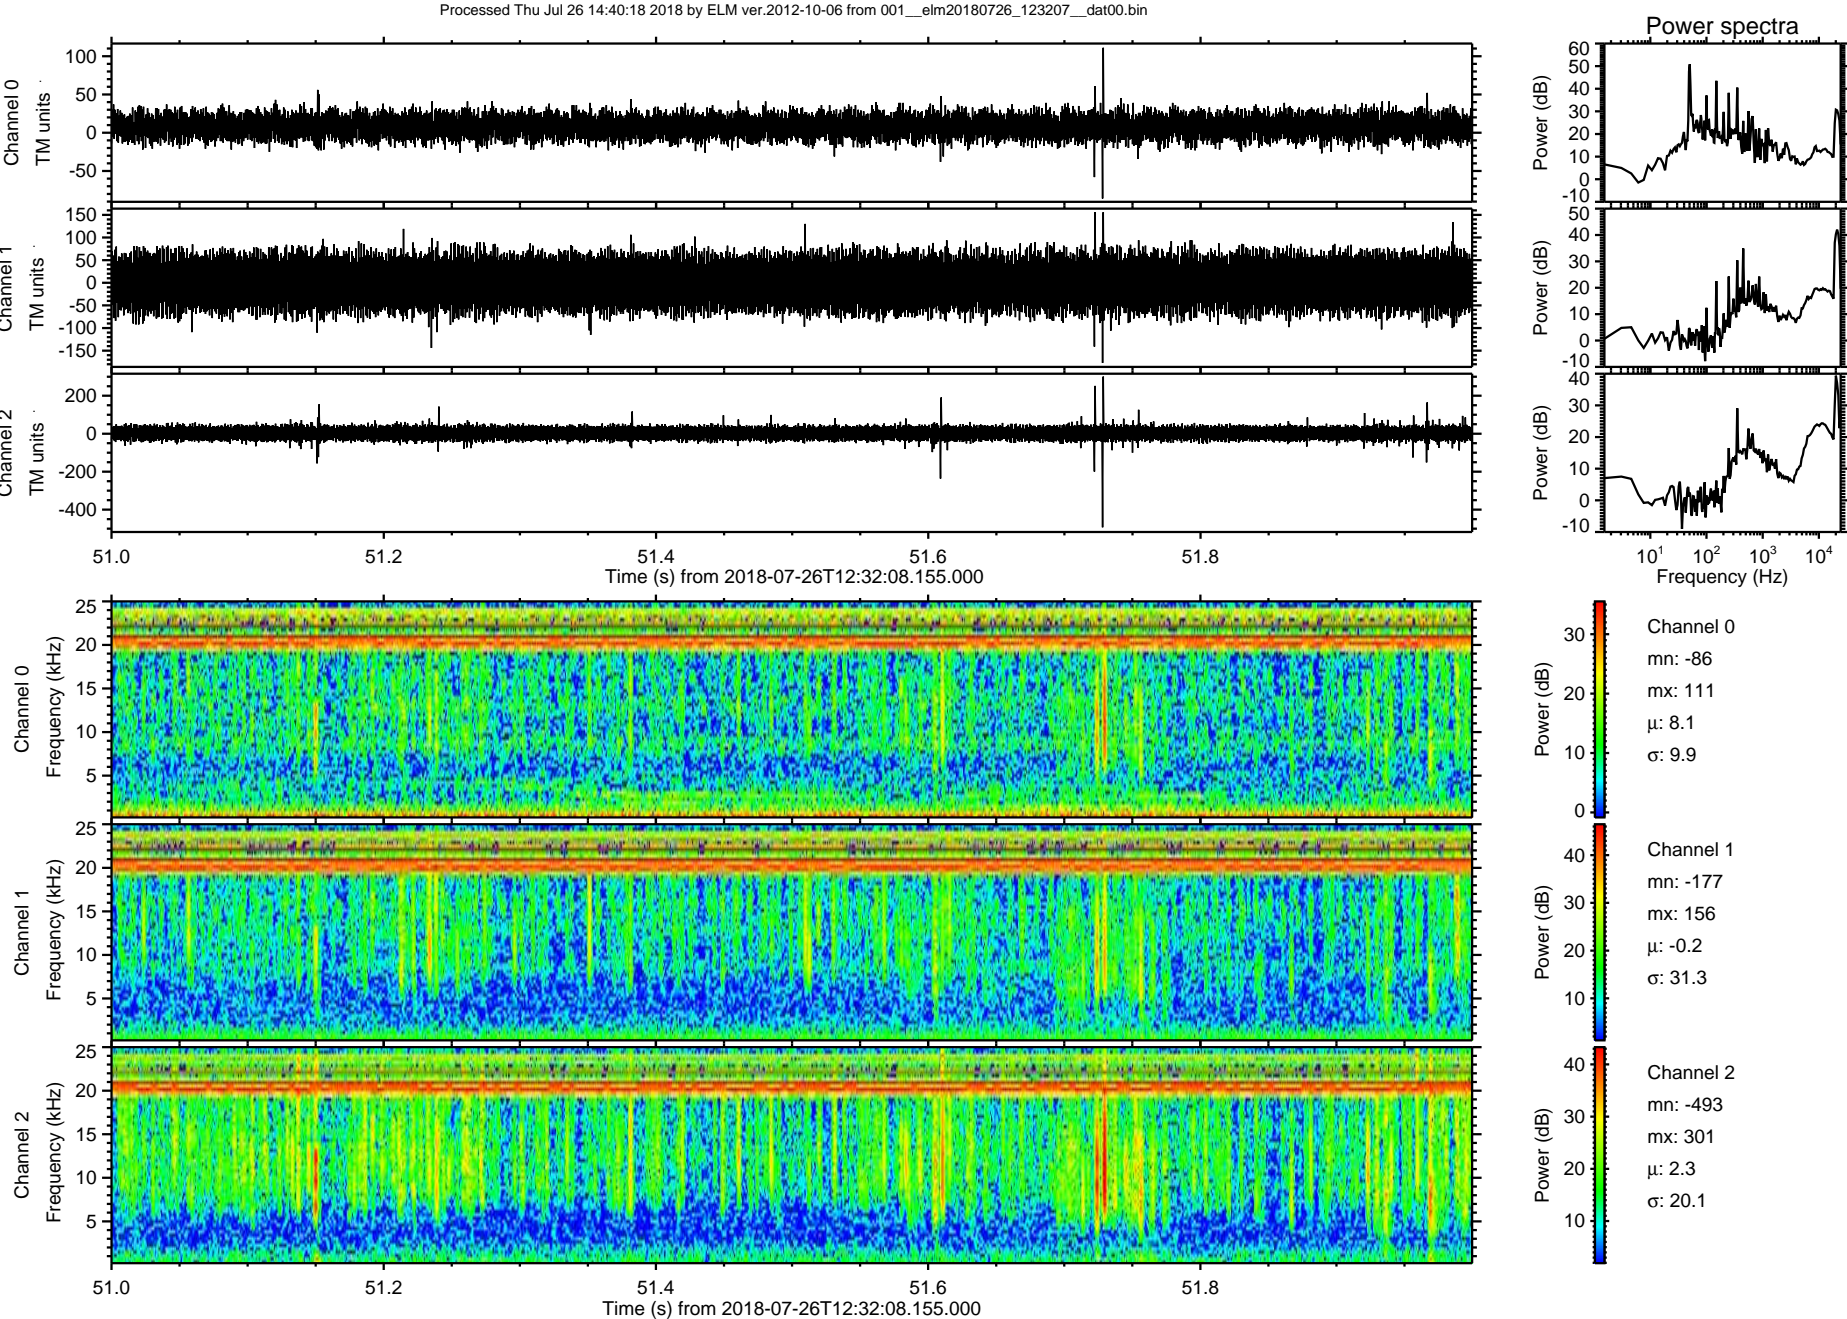 Processed Thu Jul 26 14:40:18 2018 by ELM ver.2012-10-06 from 001__elm20180726_123207__dat00.bin
Power spectra
Channel 0
TM units
100
50
0
-50
Power (dB)
60
50
40
30
20
10
0
-10
Channel 1
TM units
150
100
50
0
-50
-100
-150
Power (dB)
50
40
30
20
10
0
-10
Channel 2
TM units
200
0
-200
-400
Power (dB)
40
30
20
10
0
-10
51.0 51.2 51.4 51.6 51.8
Time (s) from 2018-07-26T12:32:08.155.000
10¹ 10² 10³ 10⁴
Frequency (Hz)
Channel 0
Frequency (kHz)
25
20
15
10
5
Power (dB)
30
20
10
0
Channel 0
mn: -86
mx: 111
µ: 8.1
σ: 9.9
Channel 1
Frequency (kHz)
25
20
15
10
5
Power (dB)
40
30
20
10
Channel 1
mn: -177
mx: 156
µ: -0.2
σ: 31.3
Channel 2
Frequency (kHz)
25
20
15
10
5
Power (dB)
40
30
20
10
Channel 2
mn: -493
mx: 301
µ: 2.3
σ: 20.1
51.0 51.2 51.4 51.6 51.8
Time (s) from 2018-07-26T12:32:08.155.000